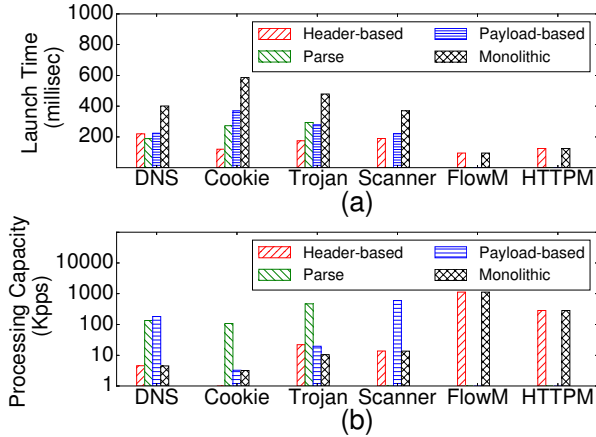 1000
800
600
400
200
Launch Time
(millisec)
Header-based
Payload-based
Parse
Monolithic
DNS Cookie Trojan Scanner FlowM HTTPM
(a)
10000
1000
100
10
1
Processing Capacity
(Kpps)
Header-based
Payload-based
Parse
Monolithic
DNS Cookie Trojan Scanner FlowM HTTPM
(b)